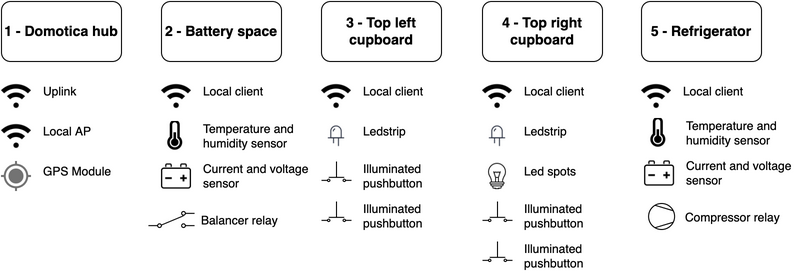 1 - Domotica hub
Uplink
Local AP
GPS Module
2 - Battery space
Local client
Temperature and
humidity sensor
Current and voltage
sensor
Balancer relay
3 - Top left
cupboard
Local client
Ledstrip
Illuminated
pushbutton
Illuminated
pushbutton
4 - Top right
cupboard
Local client
Ledstrip
Led spots
Illuminated
pushbutton
Illuminated
pushbutton
5 - Refrigerator
Local client
Temperature and
humidity sensor
Current and voltage
sensor
Compressor relay